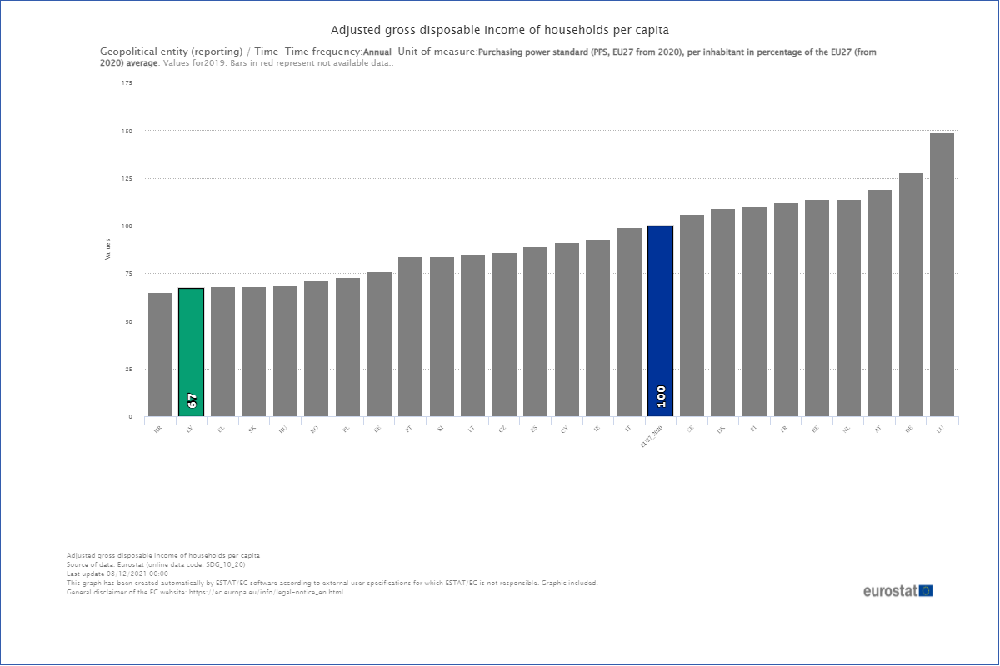 Adjusted gross disposable income of households per capita
Geopolitical entity (reporting) / Time Time frequency:Annual Unit of measure:Purchasing power standard (PPS, EU27 from 2020), per inhabitant in percentage of the EU27 (from
2020) average. Values for2019. Bars in red represent not available data..
175
150
125
100
75
50
25
0
Values
67
100
HR LV EL SK HU RO PL EE PT SI LT CZ ES CY IE IT EU27_2020 SE DK FI FR BE NL AT DE LU
Adjusted gross disposable income of households per capita
Source of data: Eurostat (online data code: SDG_10_20)
Last update 08/12/2021 00:00
This graph has been created automatically by ESTAT/EC software according to external user specifications for which ESTAT/EC is not responsible. Graphic included.
General disclaimer of the EC website: https://ec.europa.eu/info/legal-notice_en.html
eurostat